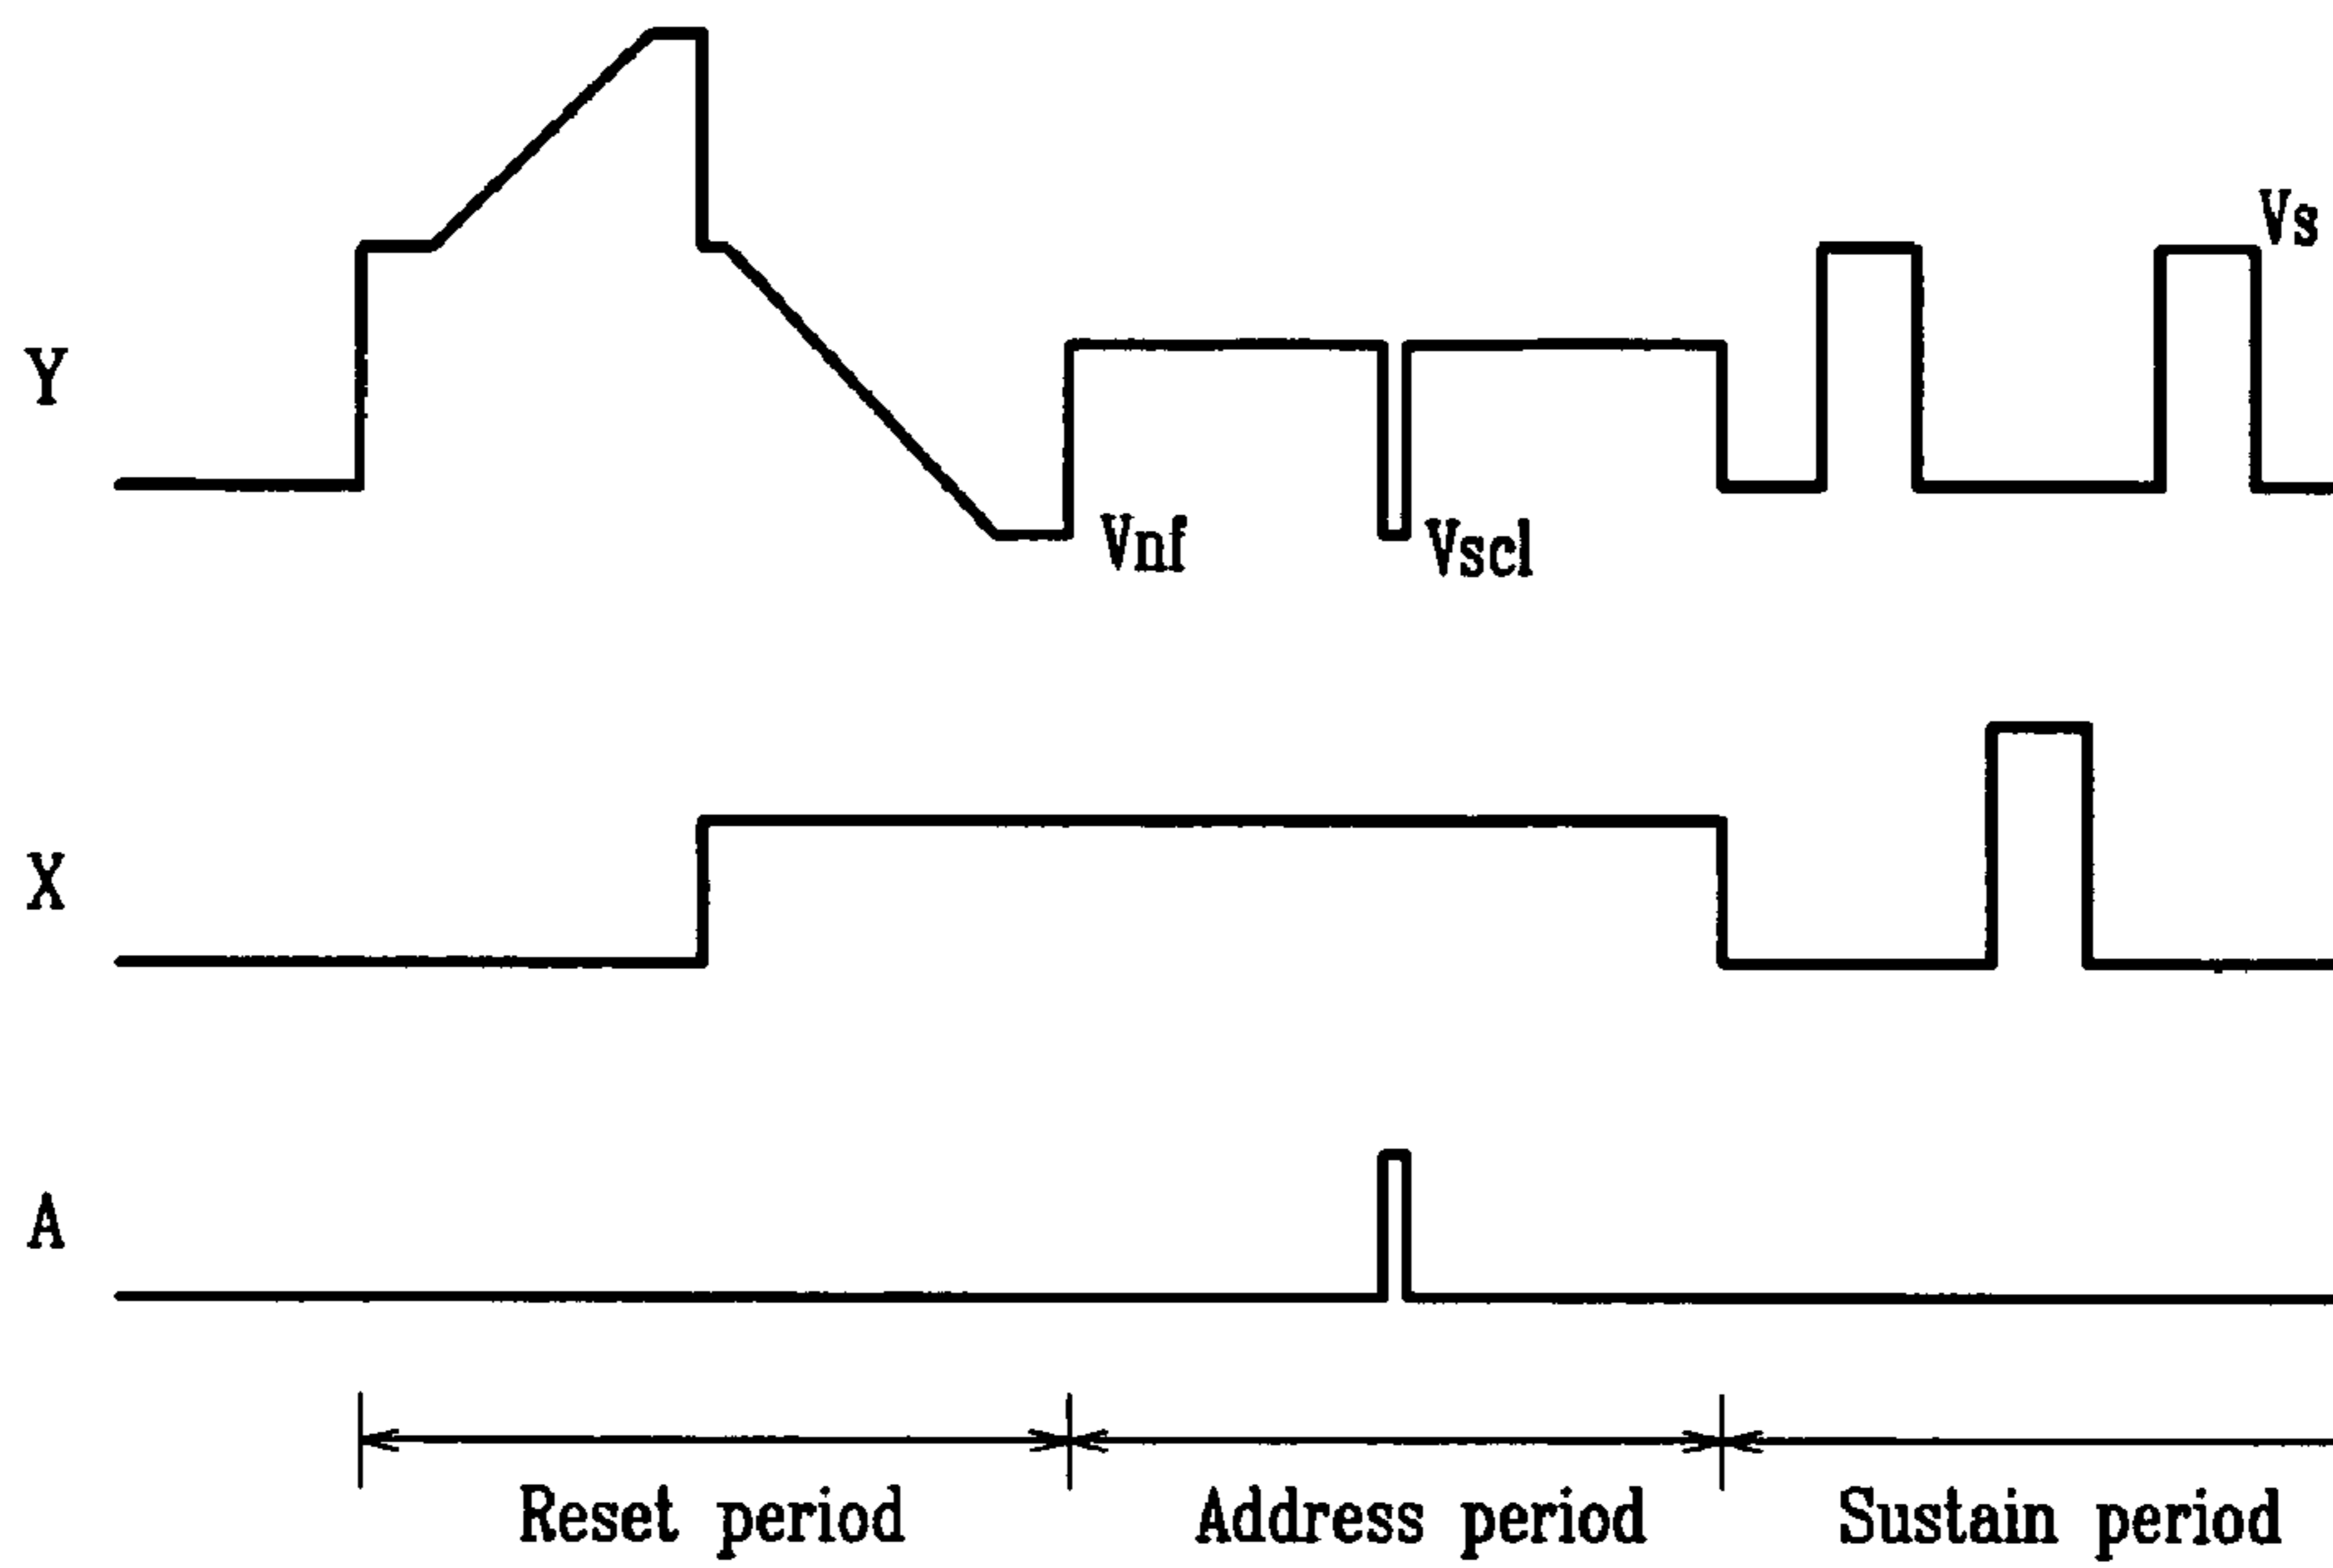 Vs
Y
Vnf
Vscl
X
A
Reset period
Address period
Sustain period